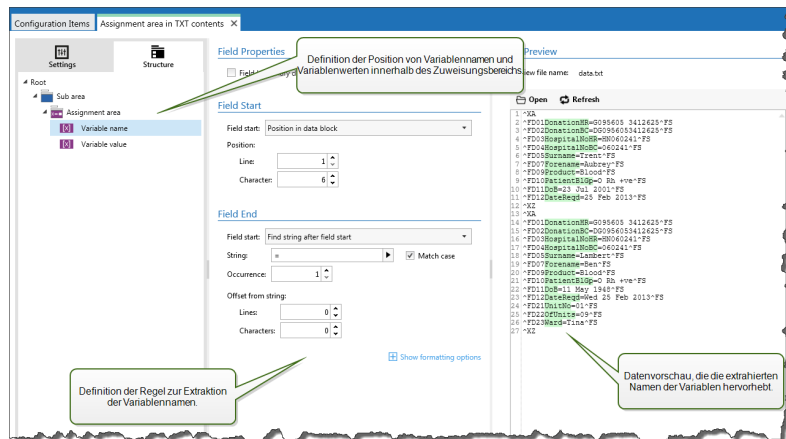 Configuration Items
Assignment area in TXT contents ×
Settings
Structure
Root
Sub area
Assignment area
Variable name
Variable value
Field Properties
Definition der Position von Variablennamen und
Variablenwerten innerhalb des Zuweisungsbereichs.
Field Start
Field start: Position in data block
Position:
Line: 1
Character: 6
Field End
Field start: Find string after field start
String: = Match case
Occurrence: 1
Offset from string:
Lines: 0
Characters: 0
Show formatting options
Definition der Regel zur Extraktion
der Variablennamen.
Preview
file name: data.txt
Open Refresh
1 ^XA
2 ^FD01DonationHR=G095605 3412625^FS
3 ^FD02DonationBC=DG0956053412625^FS
4 ^FD03HospitalNoHR=HN060241^FS
5 ^FD04HospitalNoBC=060241^FS
6 ^FD05Surname=Trent^FS
7 ^FD07Forename=Aubrey^FS
8 ^FD09Product=Blood^FS
9 ^FD10PatientBlGp=O Rh +ve^FS
10 ^FD11DoB=23 Jul 2001^FS
11 ^FD12DateReqd=25 Feb 2013^FS
12 ^XZ
13 ^XA
14 ^FD01DonationHR=G095605 3412625^FS
15 ^FD02DonationBC=DG0956053412625^FS
16 ^FD03HospitalNoHR=HN060241^FS
17 ^FD04HospitalNoBC=060241^FS
18 ^FD05Surname=Lambert^FS
19 ^FD07Forename=Ben^FS
20 ^FD09Product=Blood^FS
21 ^FD10PatientBlGp=O Rh +ve^FS
22 ^FD11DoB=11 May 1948^FS
23 ^FD12DateReqd=Wed 25 Feb 2013^FS
24 ^FD21UnitNo=01^FS
25 ^FD22OfUnits=09^FS
26 ^FD23Ward=Tina^FS
27 ^XZ
Datenvorschau, die die extrahierten
Namen der Variablen hervorhebt.